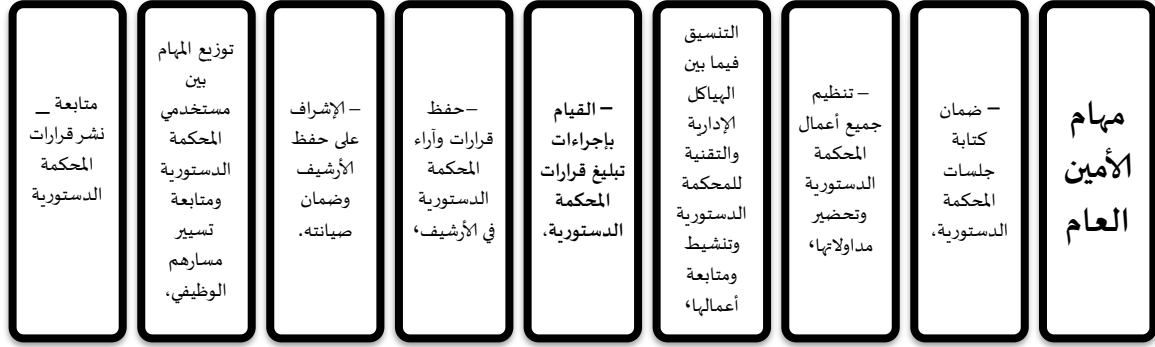 مهام
الأمين
العام
– ضمان
كتابة
جلسات
المحكمة
الدستورية،
– تنظيم
جميع أعمال
المحكمة
الدستورية
وتحضير
مداولاتها،
التنسيق
فيما بين
الهياكل
الإدارية
والتقنية
للمحكمة
الدستورية
وتنشيط
ومتابعة
أعمالها،
– القيام
بإجراءات
تبليغ قرارات
المحكمة
الدستورية،
–حفظ
قرارات وآراء
المحكمة
الدستورية
في الأرشيف،
– الإشراف
على حفظ
الأرشيف
وضمان
صيانته.
توزيع المهام
بين
مستخدمي
المحكمة
الدستورية
ومتابعة
تسيير
مسارهم
الوظيفي،
متابعة _
نشر قرارات
المحكمة
الدستورية